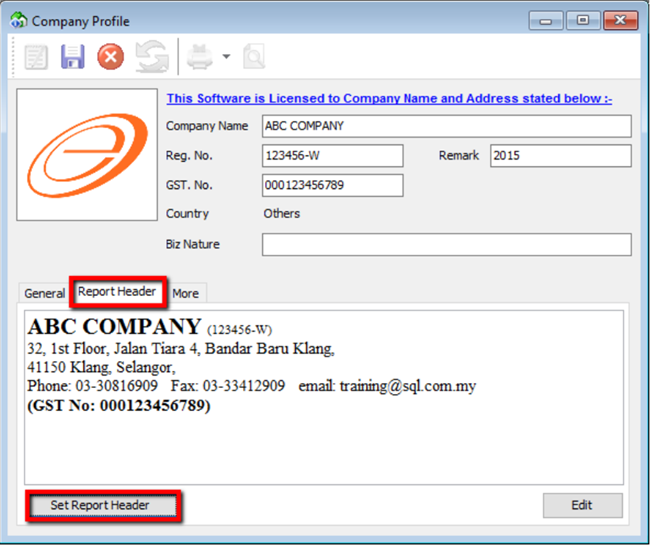 Company Profile
This Software is Licensed to Company Name and Address stated below :-
Company Name ABC COMPANY
Reg. No. 123456-W Remark 2015
GST. No. 000123456789
Country Others
Biz Nature
General Report Header More
ABC COMPANY (123456-W)
32, 1st Floor, Jalan Tiara 4, Bandar Baru Klang,
41150 Klang, Selangor,
Phone: 03-30816909 Fax: 03-33412909 email: training@sql.com.my
(GST No: 000123456789)
Set Report Header Edit